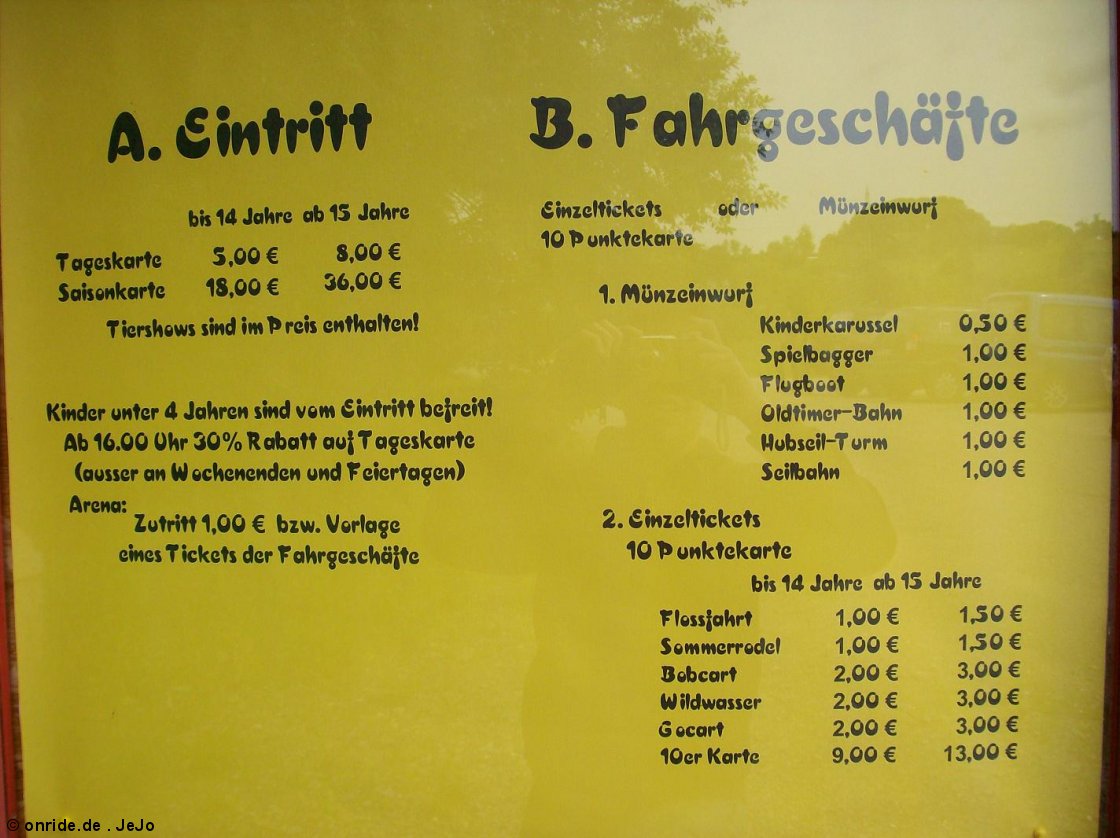 A. Eintritt
bis 14 Jahre ab 15 Jahre
Tageskarte 5,00 € 8,00 €
Saisonkarte 18,00 € 36,00 €
Tiershows sind im Preis enthalten!
Kinder unter 4 Jahren sind vom Eintritt befreit!
Ab 16.00 Uhr 30% Rabatt auf Tageskarte
(ausser an Wochenenden und Feiertagen)
Arena:
Zutritt 1,00 € bzw. Vorlage
eines Tickets der Fahrgeschäfte
B. Fahrgeschäfte
Einzeltickets oder Münzeinwurf
10 Punktekarte
1. Münzeinwurf
Kinderkarussel 0,50 €
Spielbagger 1,00 €
Flugboot 1,00 €
Oldtimer-Bahn 1,00 €
Hubseil-Turm 1,00 €
Seilbahn 1,00 €
2. Einzeltickets
10 Punktekarte
bis 14 Jahre ab 15 Jahre
Flossfahrt 1,00 € 1,50 €
Sommerrodel 1,00 € 1,50 €
Bobcart 2,00 € 3,00 €
Wildwasser 2,00 € 3,00 €
Gocart 2,00 € 3,00 €
10er Karte 9,00 € 13,00 €
© onride.de . JeJo